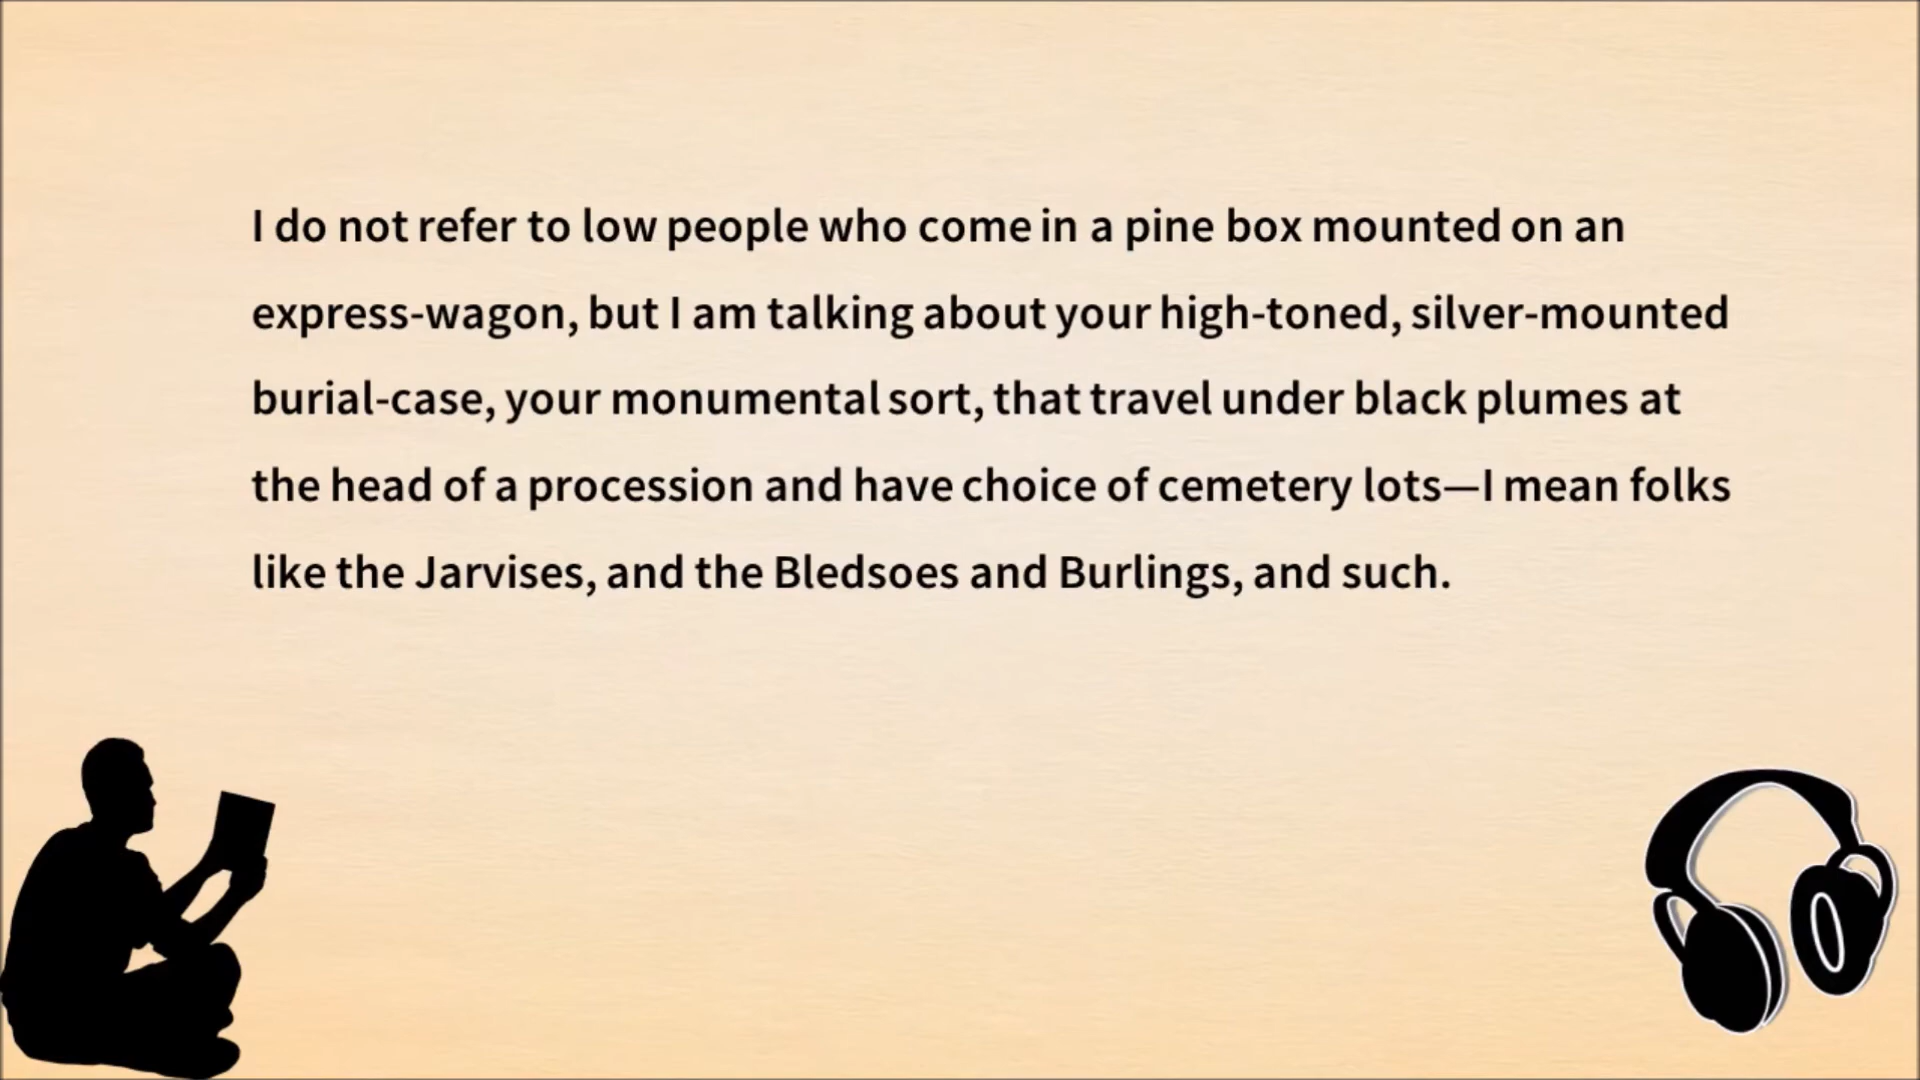 I do not refer to low people who come in a pine box mounted on an
express-wagon, but I am talking about your high-toned, silver-mounted
burial-case, your monumental sort, that travel under black plumes at
the head of a procession and have choice of cemetery lots—I mean folks
like the Jarvises, and the Bledsoes and Burlings, and such.